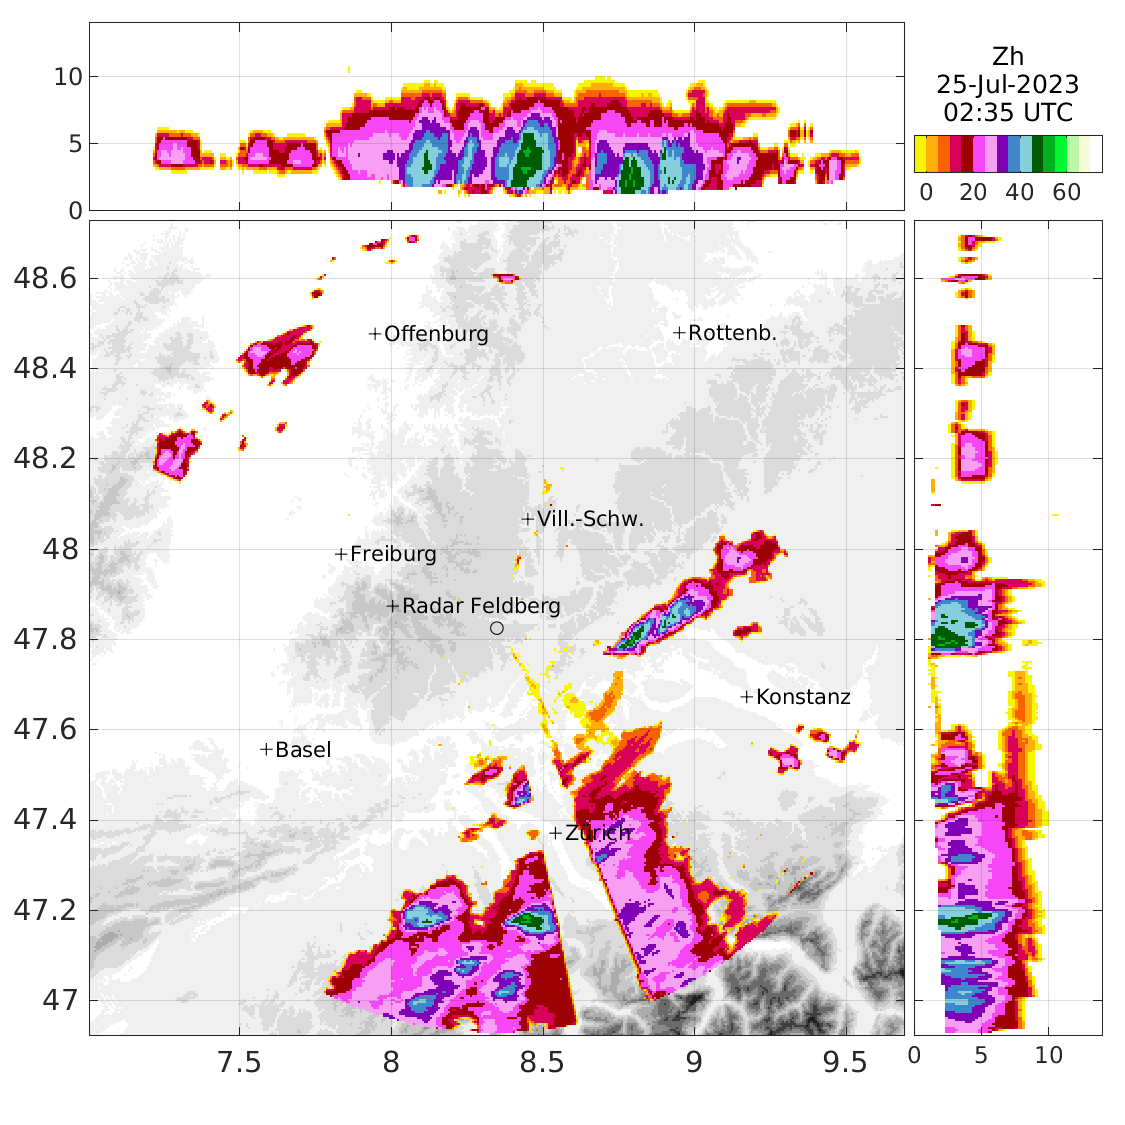 10
5
0
Zh
25-Jul-2023
02:35 UTC
0 20 40 60
48.6
48.4
48.2
48
47.8
47.6
47.4
47.2
47
+Offenburg
+Rottenb.
+Vill.-Schw.
+Freiburg
+Radar Feldberg
+Konstanz
+Basel
+Zürich
7.5 8 8.5 9 9.5
0 5 10